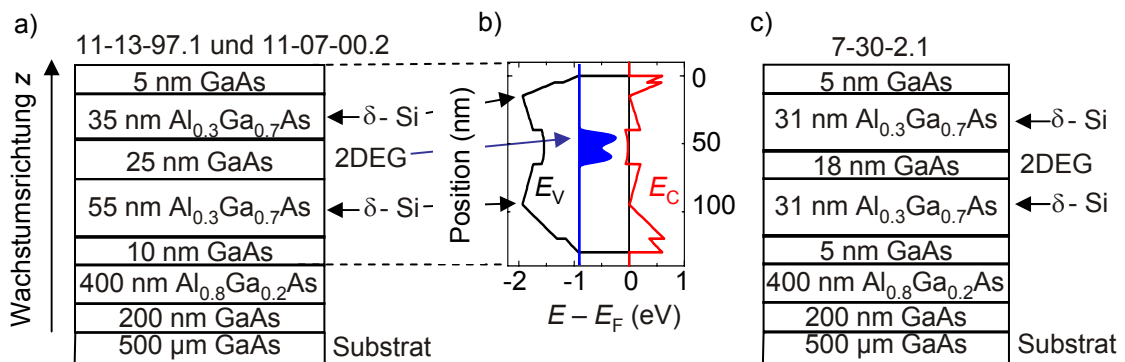 a)
11-13-97.1 und 11-07-00.2
Wachstumsrichtung z
5 nm GaAs
35 nm Al0.3Ga0.7As
25 nm GaAs
55 nm Al0.3Ga0.7As
10 nm GaAs
400 nm Al0.8Ga0.2As
200 nm GaAs
500 µm GaAs
Substrat
δ- Si
2DEG
δ- Si
b)
Position (nm)
EV
EC
0
50
100
−2 −1 0 1
E − EF (eV)
c)
7-30-2.1
5 nm GaAs
31 nm Al0.3Ga0.7As
18 nm GaAs
31 nm Al0.3Ga0.7As
5 nm GaAs
400 nm Al0.8Ga0.2As
200 nm GaAs
500 µm GaAs
δ- Si
2DEG
δ- Si
Substrat